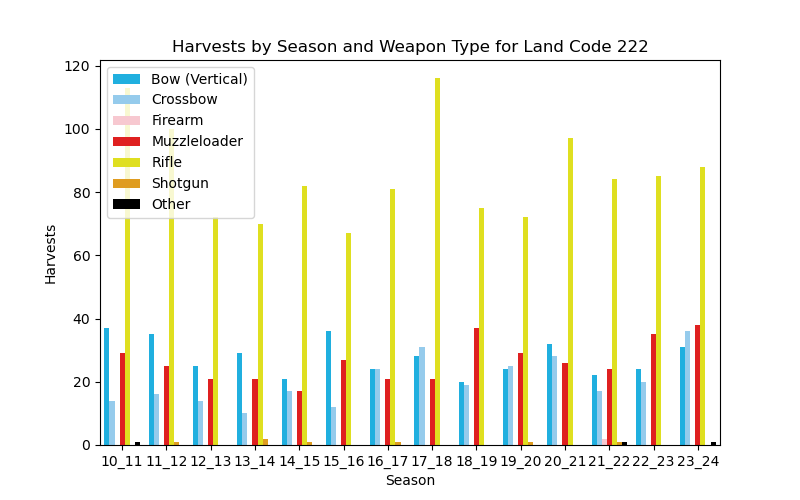 Harvests by Season and Weapon Type for Land Code 222
120
100
80
60
40
20
0
Harvests
Bow (Vertical)
Crossbow
Firearm
Muzzleloader
Rifle
Shotgun
Other
10_11 11_12 12_13 13_14 14_15 15_16 16_17 17_18 18_19 19_20 20_21 21_22 22_23 23_24
Season